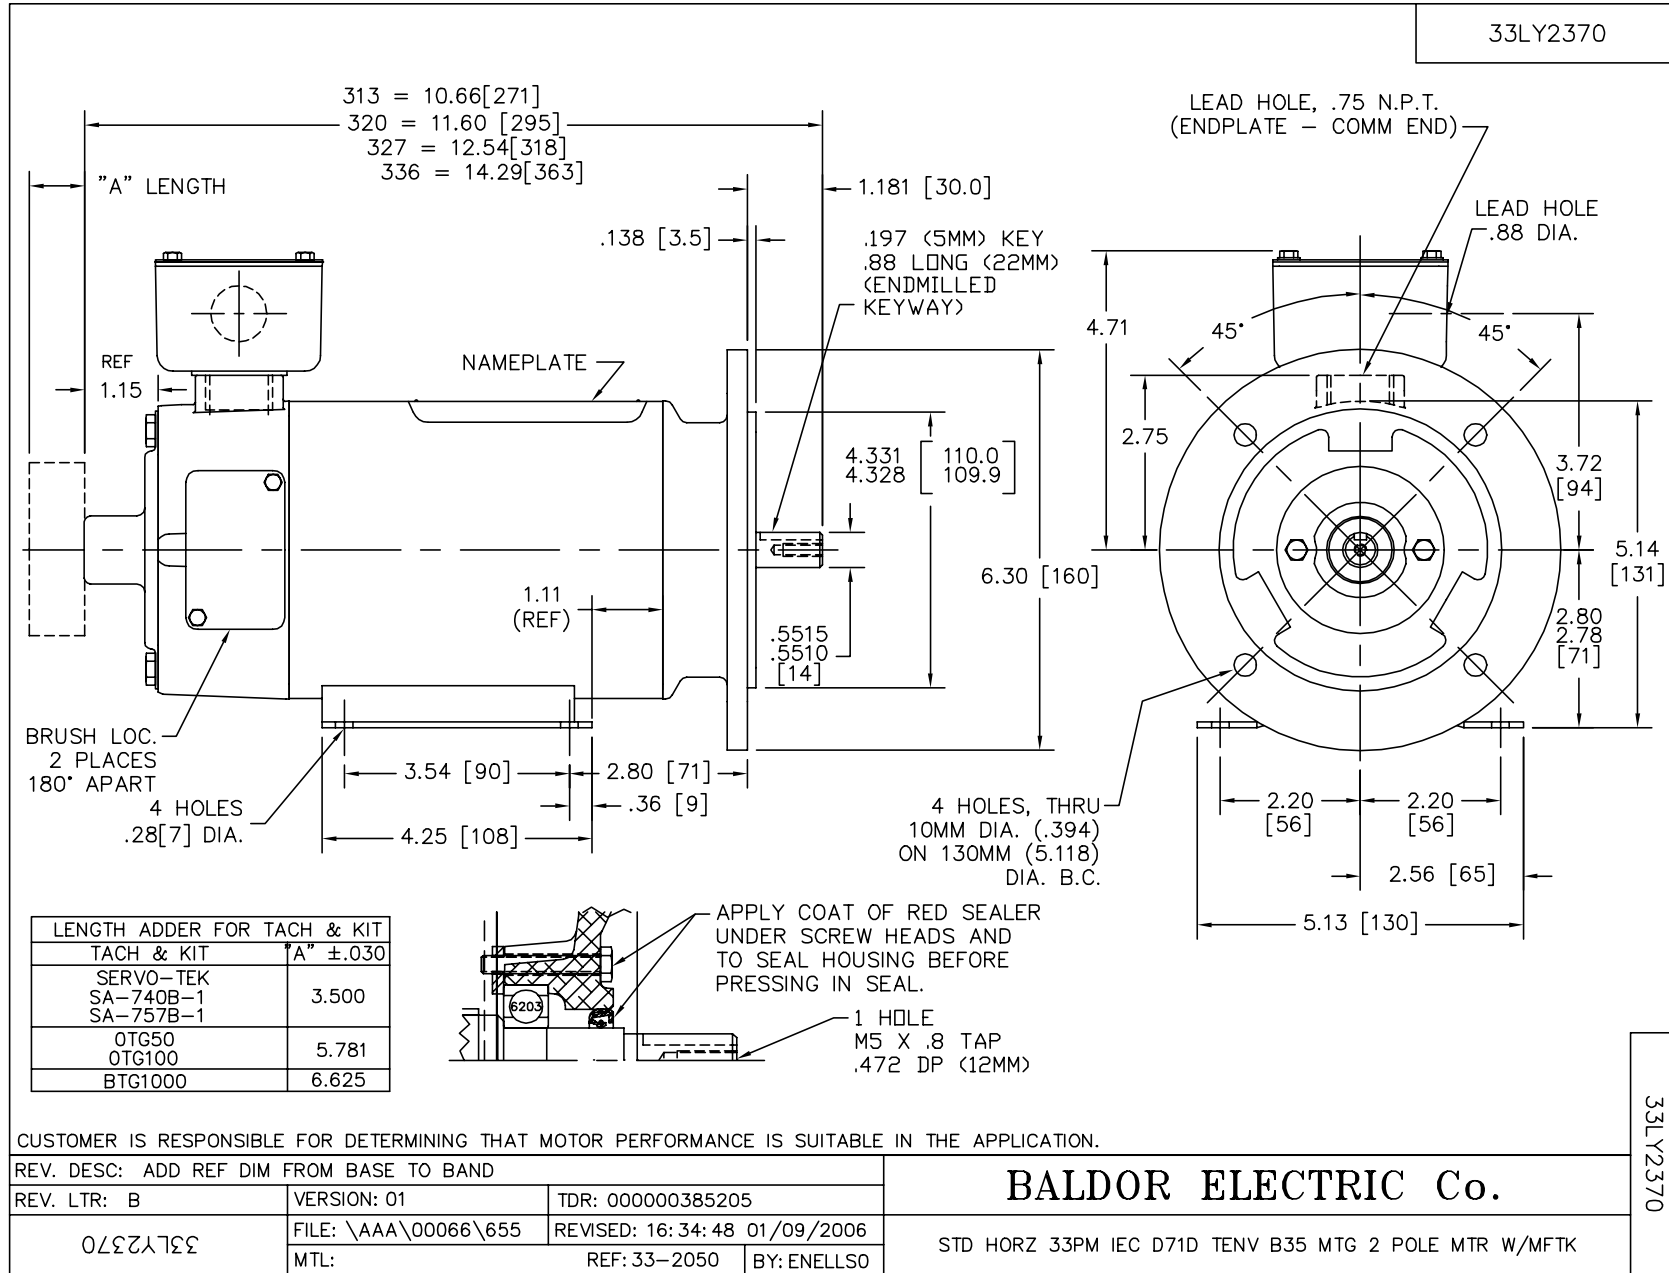 33LY2370
313 = 10.66[271]
320 = 11.60 [295]
327 = 12.54[318]
336 = 14.29[363]
"A" LENGTH
1.181 [30.0]
.138 [3.5]
.197 (5MM) KEY
.88 LONG (22MM)
(ENDMILLED
KEYWAY)
REF
1.15
NAMEPLATE
4.331
4.328
110.0
109.9
6.30 [160]
1.11
(REF)
.5515
.5510
[14]
BRUSH LOC.
2 PLACES
180° APART
4 HOLES
.28[7] DIA.
3.54 [90]
2.80 [71]
.36 [9]
4.25 [108]
LEAD HOLE, .75 N.P.T.
(ENDPLATE - COMM END)
LEAD HOLE
.88 DIA.
4.71
45°
45°
2.75
3.72
[94]
5.14
[131]
2.80
2.78
[71]
4 HOLES, THRU
10MM DIA. (.394)
ON 130MM (5.118)
DIA. B.C.
2.20
[56]
2.20
[56]
2.56 [65]
5.13 [130]
LENGTH ADDER FOR TACH & KIT
TACH & KIT "A" ±.030
SERVO-TEK
SA-740B-1
SA-757B-1
3.500
OTG50
OTG100
5.781
BTG1000 6.625
6203
APPLY COAT OF RED SEALER
UNDER SCREW HEADS AND
TO SEAL HOUSING BEFORE
PRESSING IN SEAL.
1 HOLE
M5 X .8 TAP
.472 DP (12MM)
CUSTOMER IS RESPONSIBLE FOR DETERMINING THAT MOTOR PERFORMANCE IS SUITABLE IN THE APPLICATION.
REV. DESC: ADD REF DIM FROM BASE TO BAND
REV. LTR: B VERSION: 01 TDR: 000000385205
33LY2370
FILE: \AAA\00066\655 REVISED: 16:34:48 01/09/2006
MTL: REF:33-2050 BY:ENELLSO
BALDOR ELECTRIC Co.
STD HORZ 33PM IEC D71D TENV B35 MTG 2 POLE MTR W/MFTK
33LY2370